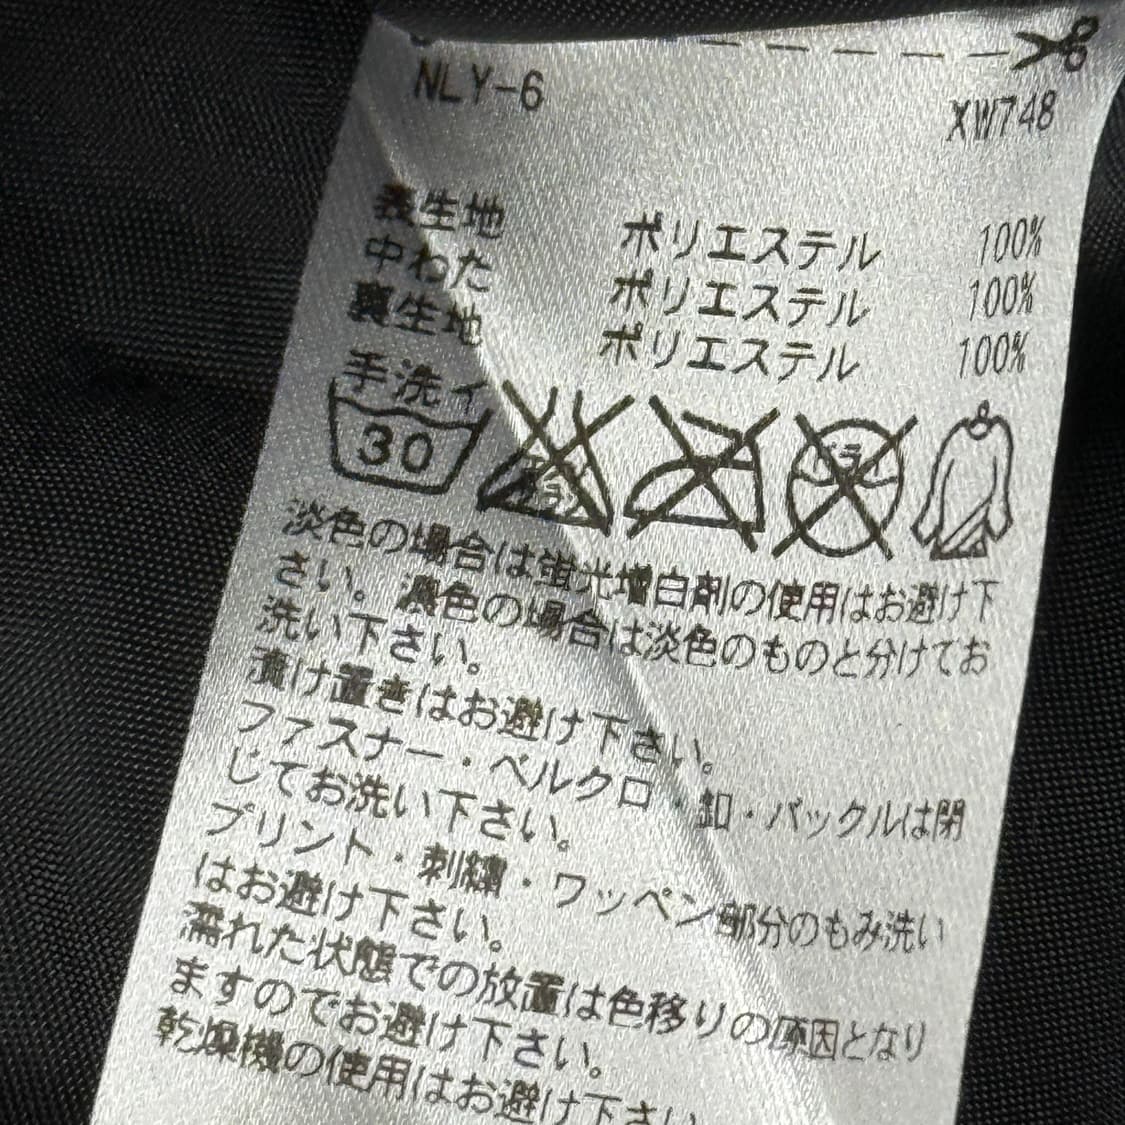 NLY-6 XW748
表生地 ポリエステル 100%
中わた ポリエステル 100%
裏生地 ポリエステル 100%
手洗イ
30
エンソ
サラシ
ドライ
淡色の場合は蛍光増白剤の使用はお避け下
さい。濃色の場合は淡色のものと分けてお
洗い下さい。
漬け置きはお避け下さい。
ファスナー・ベルクロ・釦・バックルは閉
じてお洗い下さい。
プリント・刺繍・ワッペン部分のもみ洗い
はお避け下さい。
濡れた状態での放置は色移りの原因となり
ますのでお避け下さい。
乾燥機の使用はお避け下さい